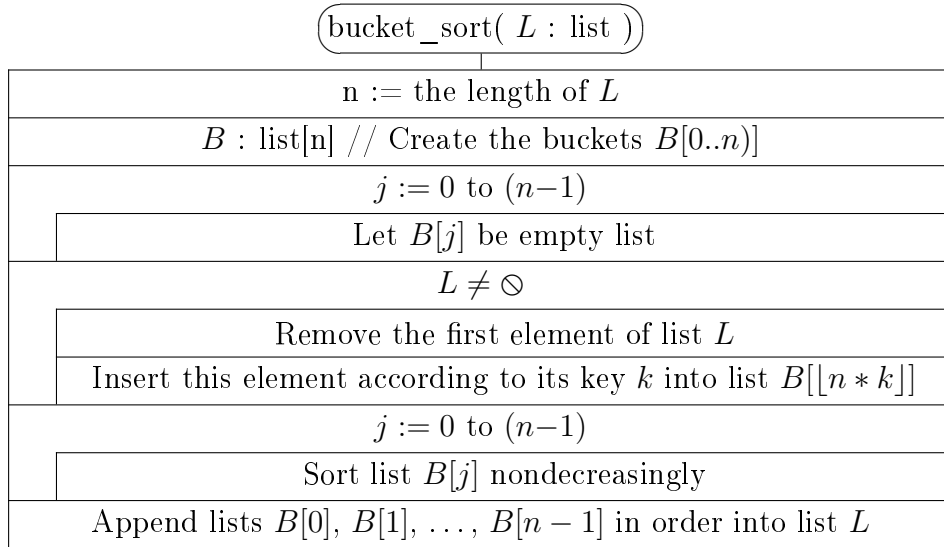 bucket_sort( L : list )
n := the length of L
B : list[n] // Create the buckets B[0..n)]
j := 0 to (n−1)
Let B[j] be empty list
L ≠ ⦸
Remove the first element of list L
Insert this element according to its key k into list B[⌊n ∗ k⌋]
j := 0 to (n−1)
Sort list B[j] nondecreasingly
Append lists B[0], B[1], . . . , B[n − 1] in order into list L